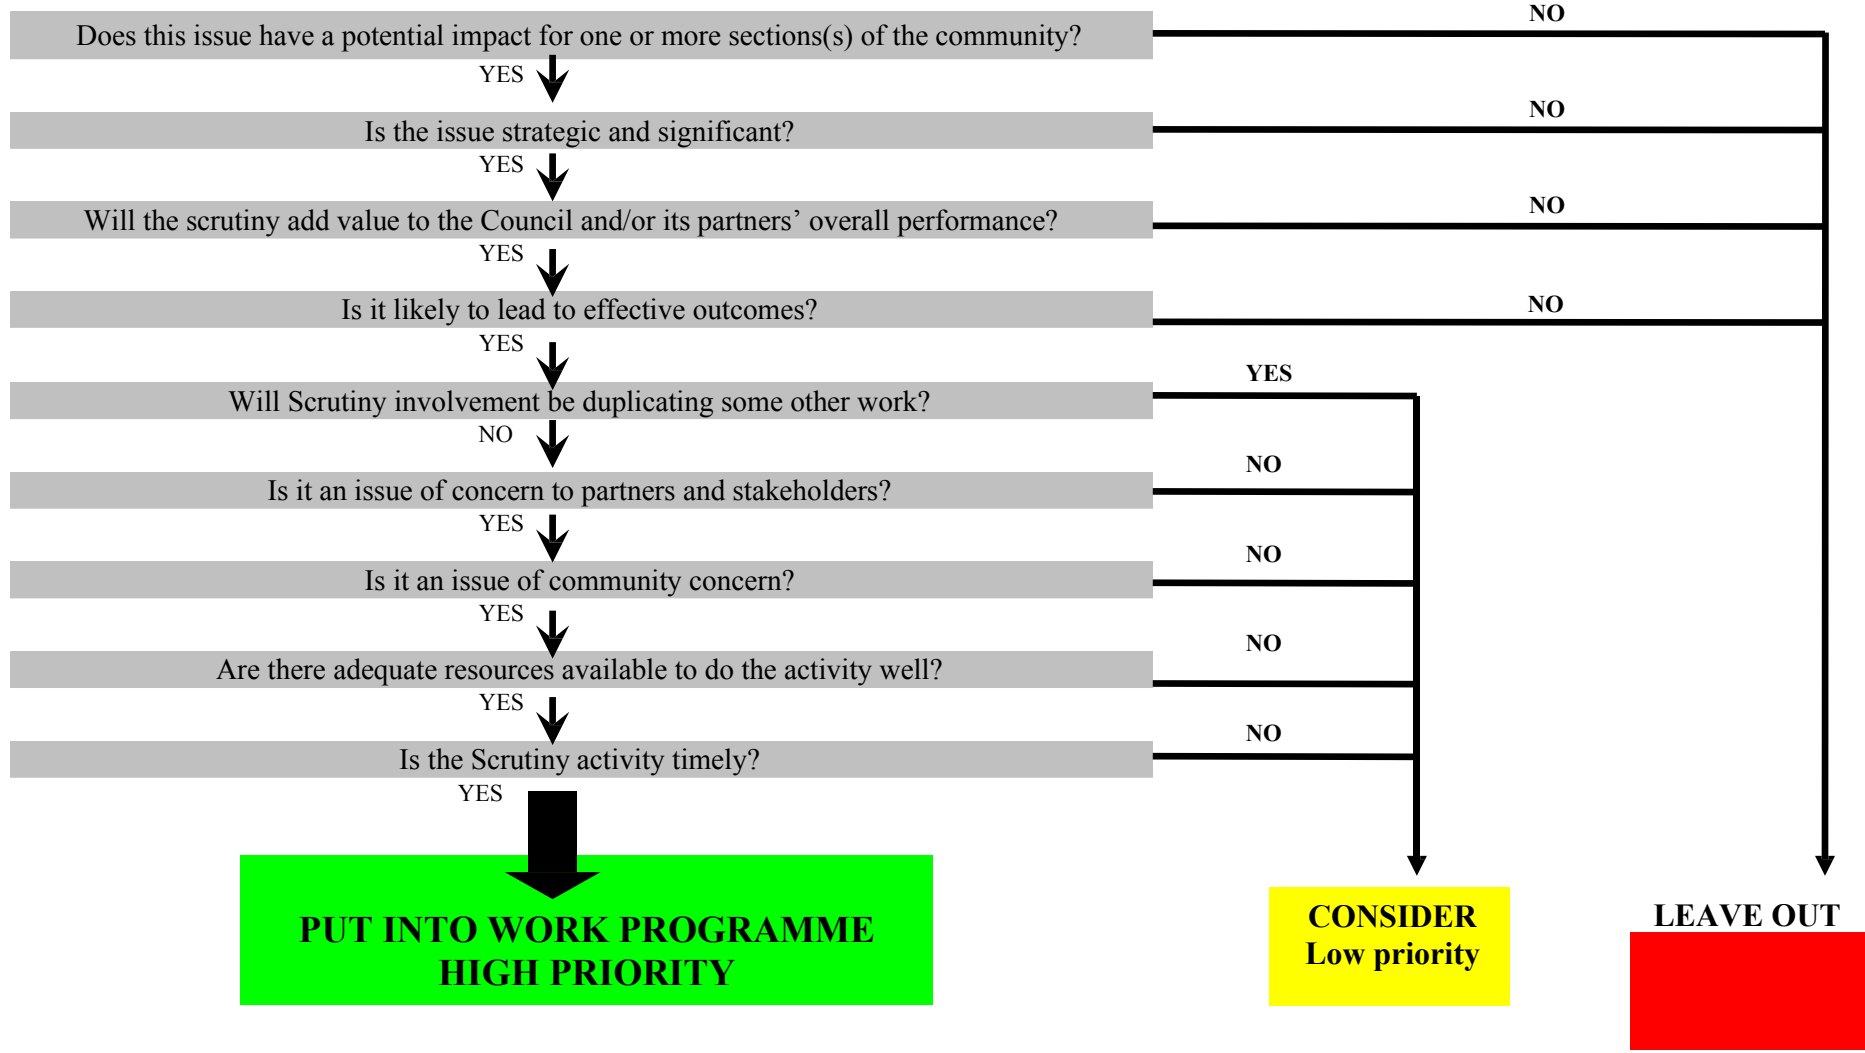 NO
Does this issue have a potential impact for one or more sections(s) of the community?
YES
NO
Is the issue strategic and significant?
YES
NO
Will the scrutiny add value to the Council and/or its partners’ overall performance?
YES
NO
Is it likely to lead to effective outcomes?
YES
YES
Will Scrutiny involvement be duplicating some other work?
NO
NO
Is it an issue of concern to partners and stakeholders?
YES
NO
Is it an issue of community concern?
YES
NO
Are there adequate resources available to do the activity well?
YES
NO
Is the Scrutiny activity timely?
YES
PUT INTO WORK PROGRAMME
HIGH PRIORITY
CONSIDER
Low priority
LEAVE OUT